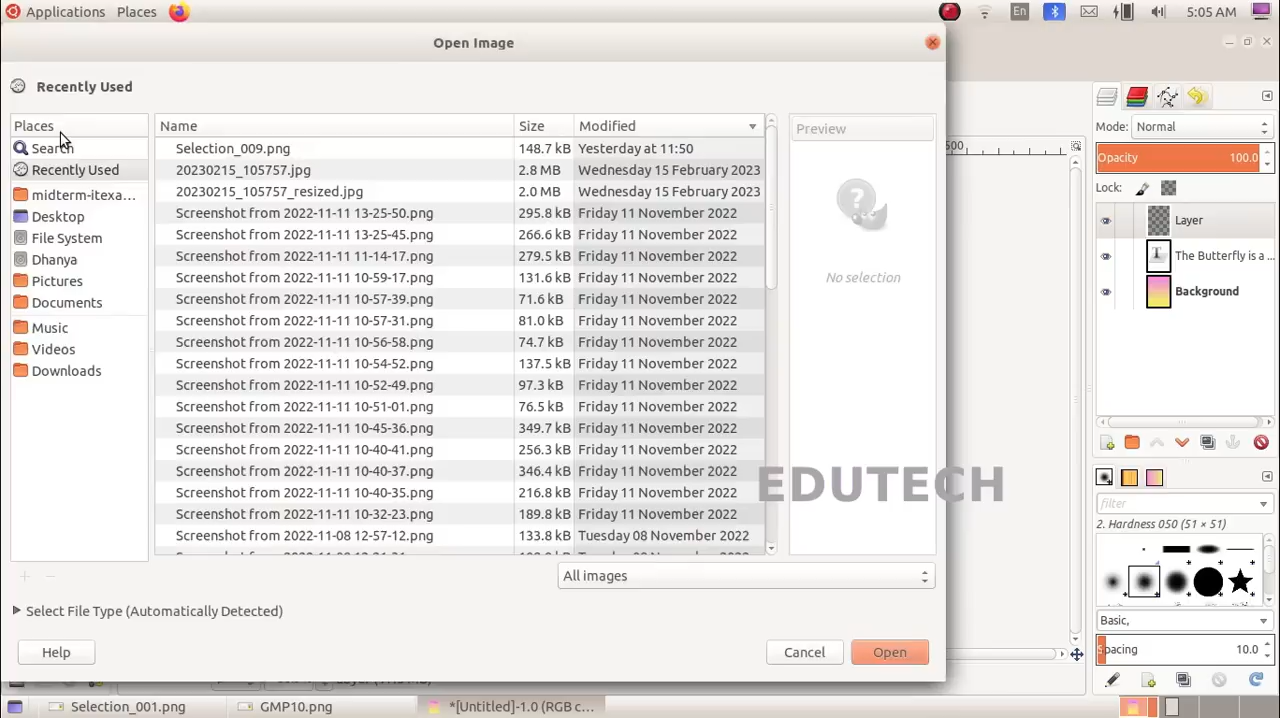 Applications Places En 5:05 AM
Open Image
Recently Used
Places
Search
Recently Used
midterm-itexa...
Desktop
File System
Dhanya
Pictures
Documents
Music
Videos
Downloads
Name Size Modified
Selection_009.png 148.7 kB Yesterday at 11:50
20230215_105757.jpg 2.8 MB Wednesday 15 February 2023
20230215_105757_resized.jpg 2.0 MB Wednesday 15 February 2023
Screenshot from 2022-11-11 13-25-50.png 295.8 kB Friday 11 November 2022
Screenshot from 2022-11-11 13-25-45.png 266.6 kB Friday 11 November 2022
Screenshot from 2022-11-11 11-14-17.png 279.5 kB Friday 11 November 2022
Screenshot from 2022-11-11 10-59-17.png 131.6 kB Friday 11 November 2022
Screenshot from 2022-11-11 10-57-39.png 71.6 kB Friday 11 November 2022
Screenshot from 2022-11-11 10-57-31.png 81.0 kB Friday 11 November 2022
Screenshot from 2022-11-11 10-56-58.png 74.7 kB Friday 11 November 2022
Screenshot from 2022-11-11 10-54-52.png 137.5 kB Friday 11 November 2022
Screenshot from 2022-11-11 10-52-49.png 97.3 kB Friday 11 November 2022
Screenshot from 2022-11-11 10-51-01.png 76.5 kB Friday 11 November 2022
Screenshot from 2022-11-11 10-45-36.png 349.7 kB Friday 11 November 2022
Screenshot from 2022-11-11 10-40-41.png 256.3 kB Friday 11 November 2022
Screenshot from 2022-11-11 10-40-37.png 346.4 kB Friday 11 November 2022
Screenshot from 2022-11-11 10-40-35.png 216.8 kB Friday 11 November 2022
Screenshot from 2022-11-11 10-32-23.png 189.8 kB Friday 11 November 2022
Screenshot from 2022-11-08 12-57-12.png 133.8 kB Tuesday 08 November 2022
Preview
No selection
EDUTECH
All images
Select File Type (Automatically Detected)
Help Cancel Open
500
Mode: Normal
Opacity 100.0
Lock:
Layer
The Butterfly is a ...
Background
filter
2. Hardness 050 (51 × 51)
Basic,
Spacing 10.0
Selection_001.png GMP10.png *[Untitled]-1.0 (RGB c...